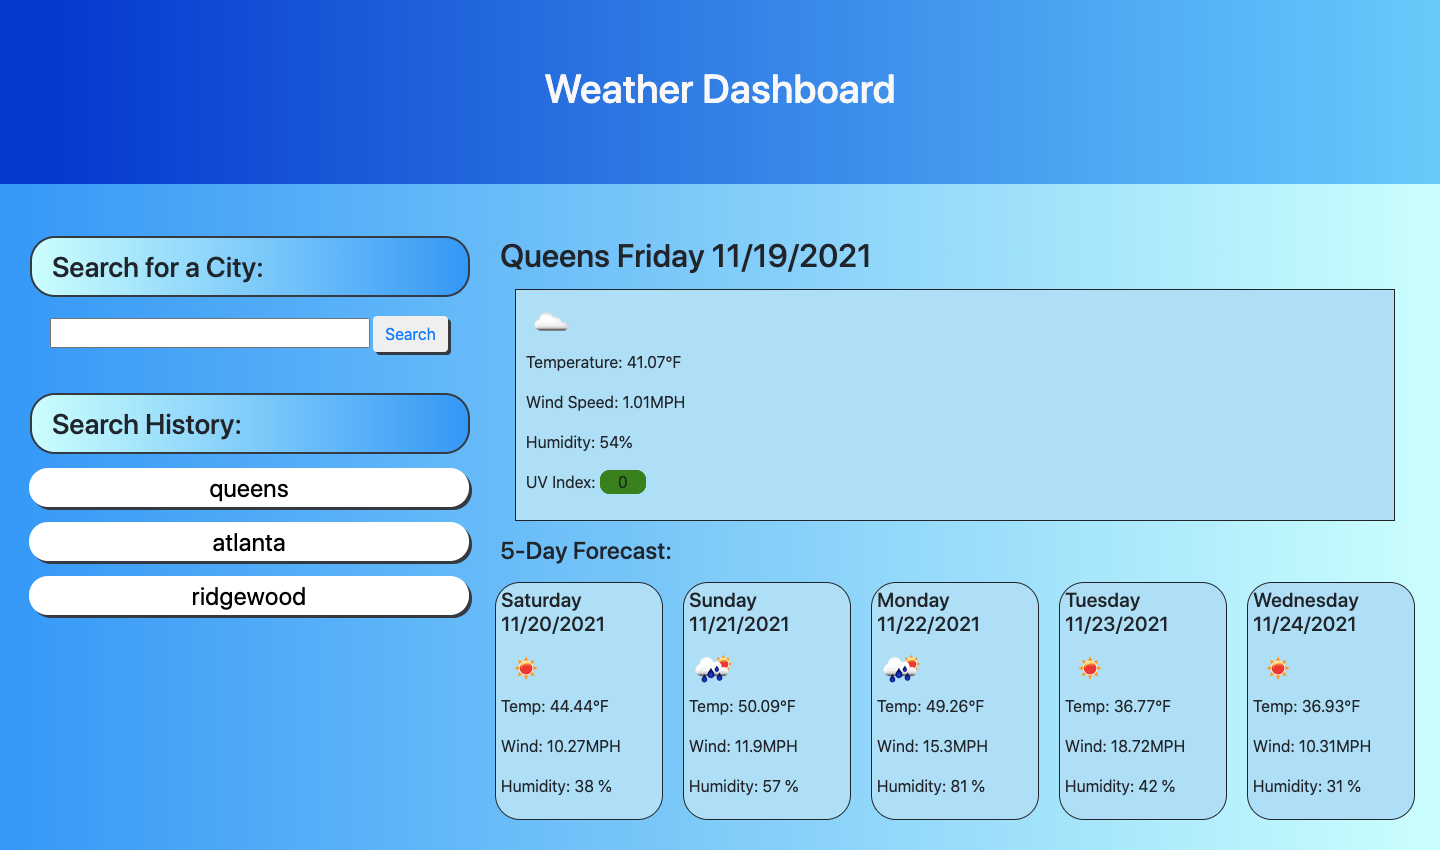 Weather Dashboard
Search for a City:
Search
Search History:
queens
atlanta
ridgewood
Queens Friday 11/19/2021
Temperature: 41.07°F
Wind Speed: 1.01MPH
Humidity: 54%
UV Index: 0
5-Day Forecast:
Saturday
11/20/2021
Temp: 44.44°F
Wind: 10.27MPH
Humidity: 38 %
Sunday
11/21/2021
Temp: 50.09°F
Wind: 11.9MPH
Humidity: 57 %
Monday
11/22/2021
Temp: 49.26°F
Wind: 15.3MPH
Humidity: 81 %
Tuesday
11/23/2021
Temp: 36.77°F
Wind: 18.72MPH
Humidity: 42 %
Wednesday
11/24/2021
Temp: 36.93°F
Wind: 10.31MPH
Humidity: 31 %